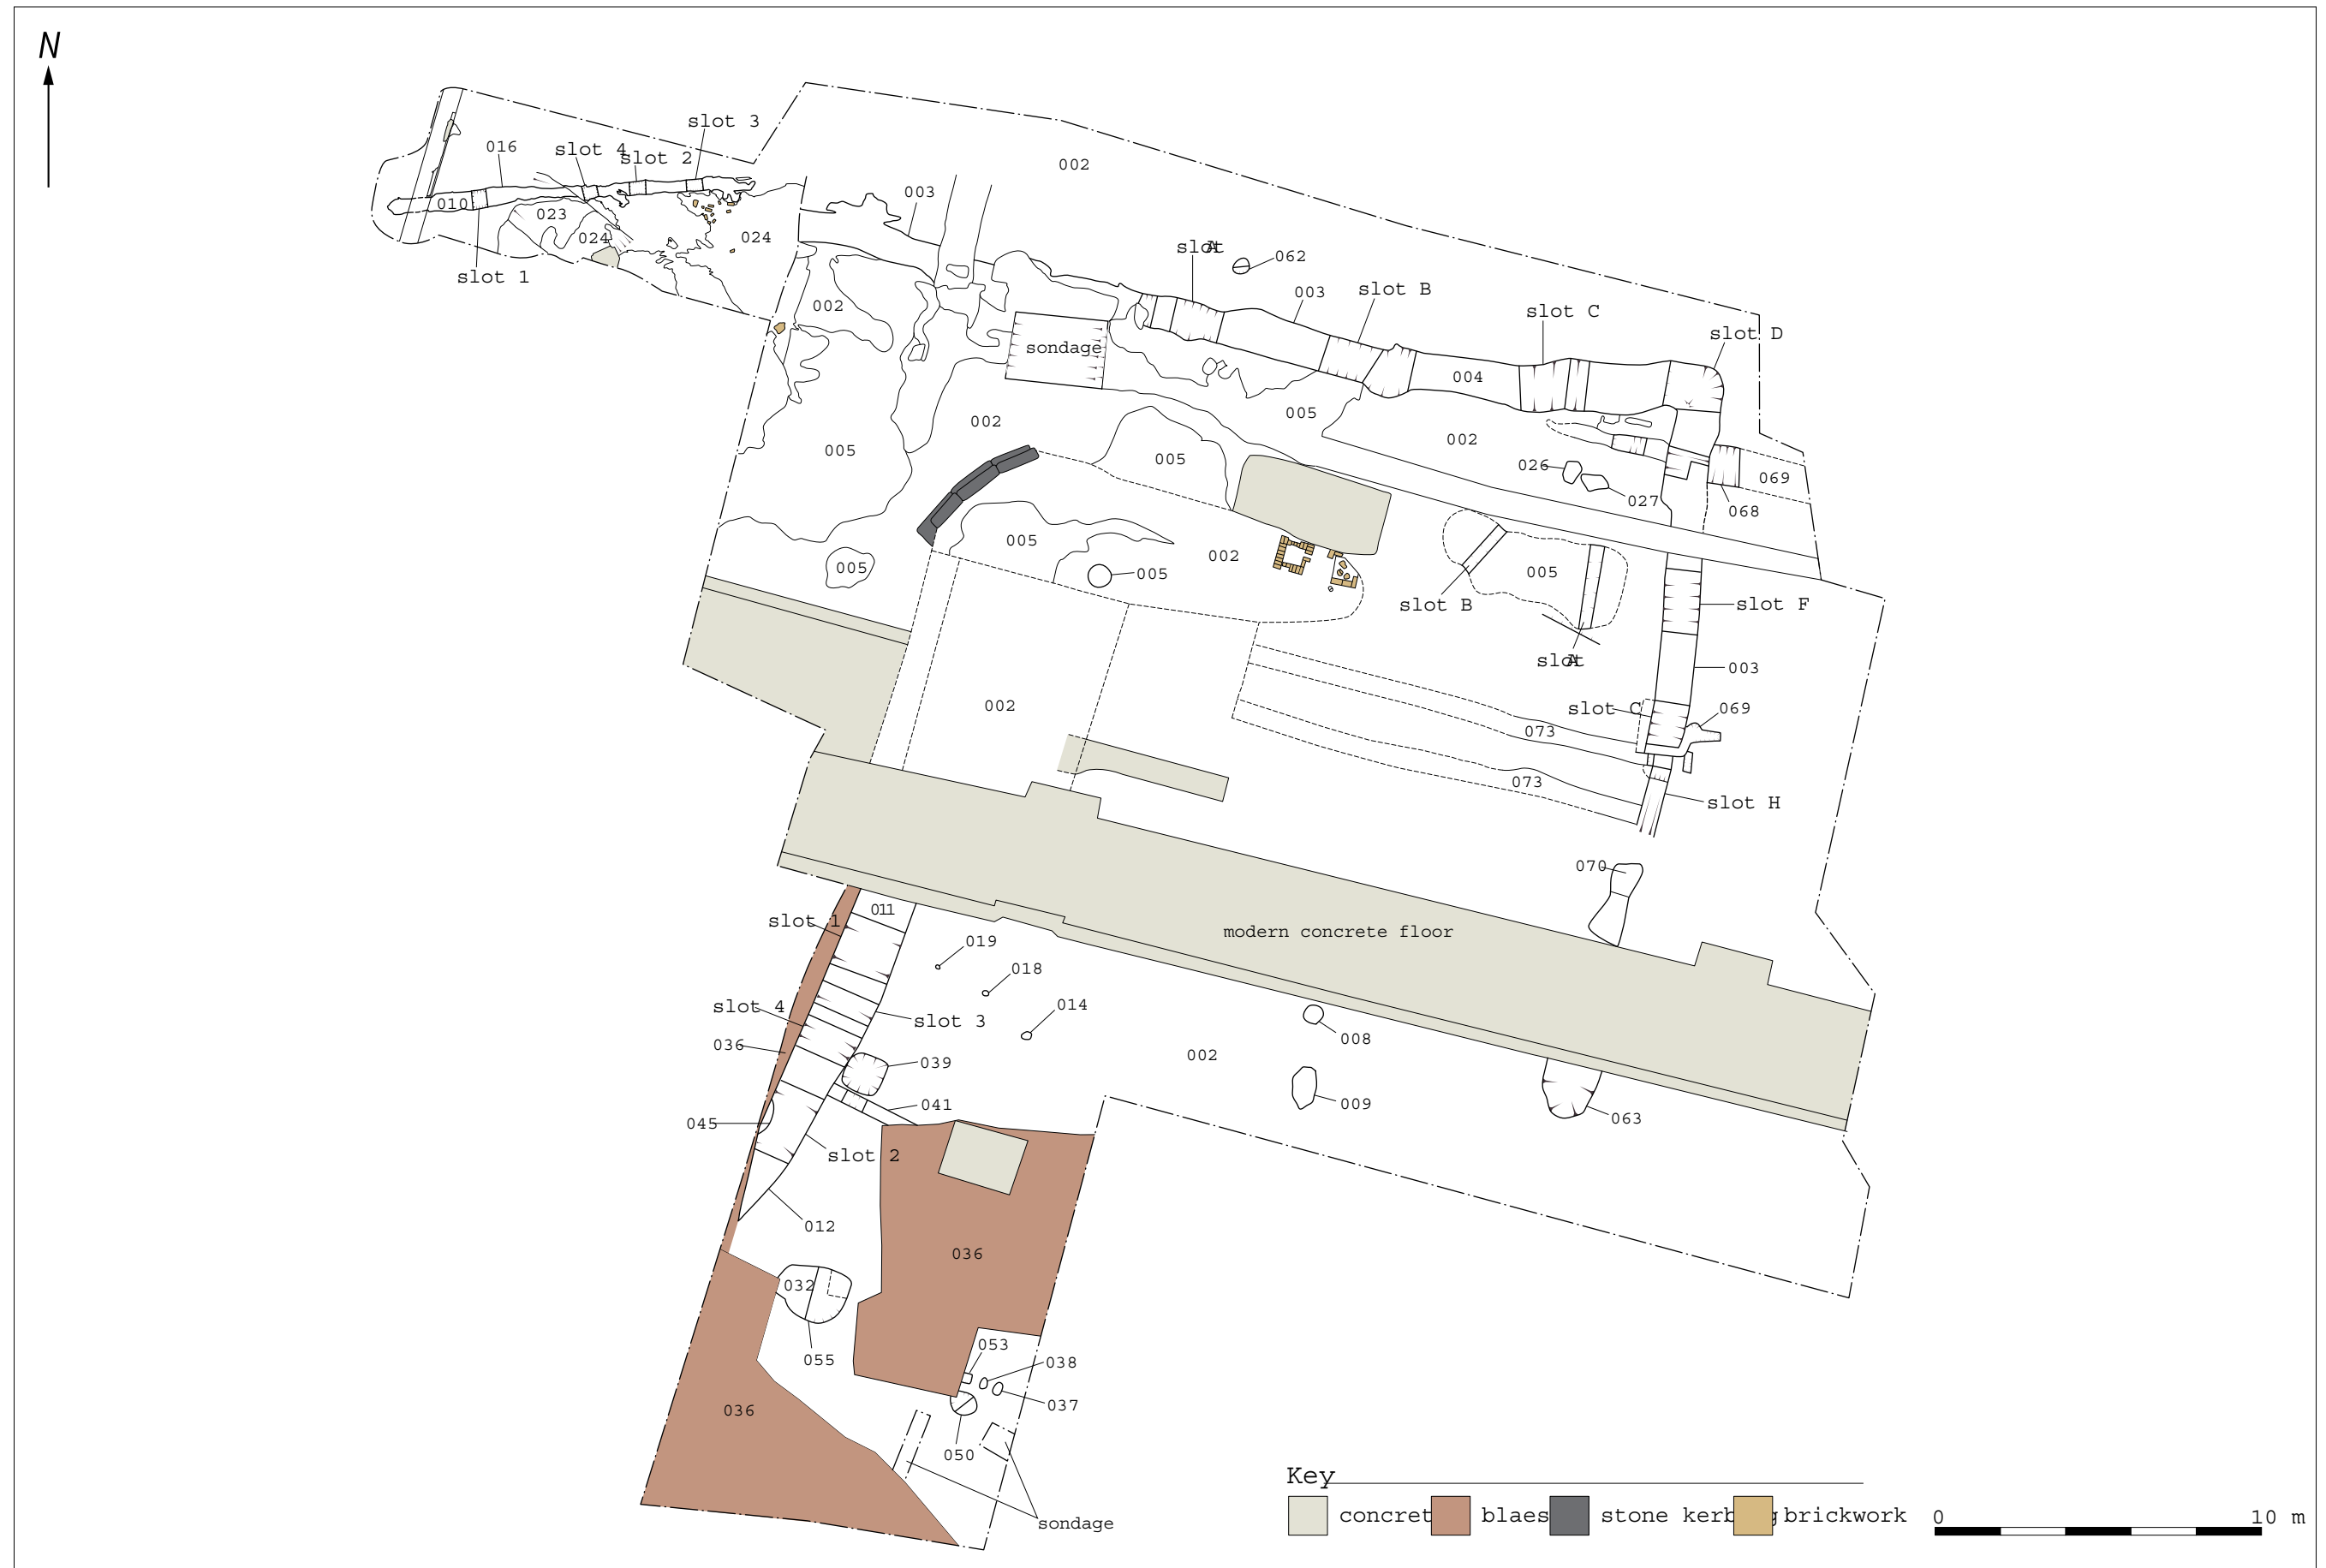 N
slot 3
016
slot 4
slot 2
002
003
010
023
024
024
slot 1
slot A
062
003
slot B
002
slot C
slot D
sondage
004
005
002
002
005
005
026
069
027
068
005
002
005
005
005
slot B
slot F
slot A
003
002
slot C
069
073
073
slot H
070
011
slot 1
modern concrete floor
019
018
slot 4
014
slot 3
008
036
002
039
009
041
063
045
slot 2
012
036
032
053
055
038
037
036
050
sondage
Key
concret
blaes
stone kerb g
brickwork
0
10 m